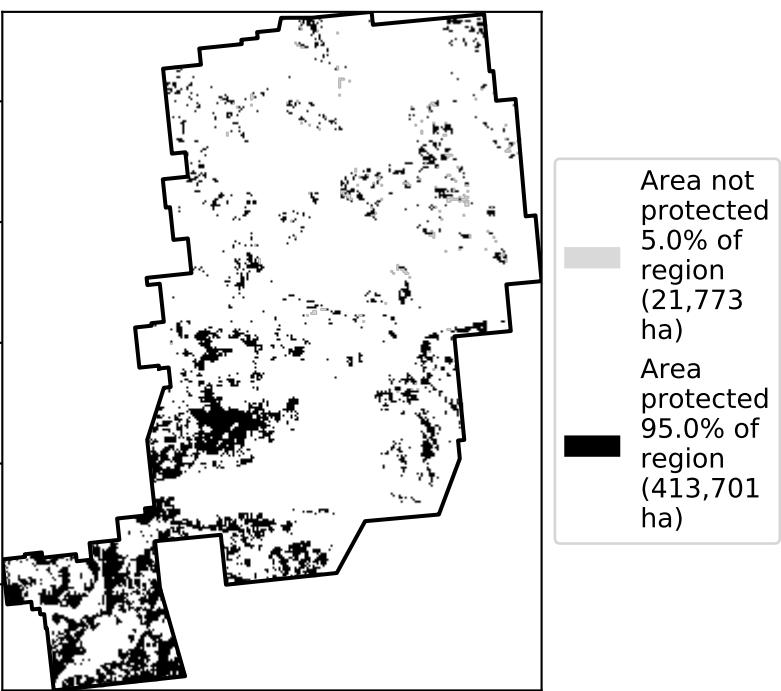 Area not
protected
5.0% of
region
(21,773
ha)
Area
protected
95.0% of
region
(413,701
ha)